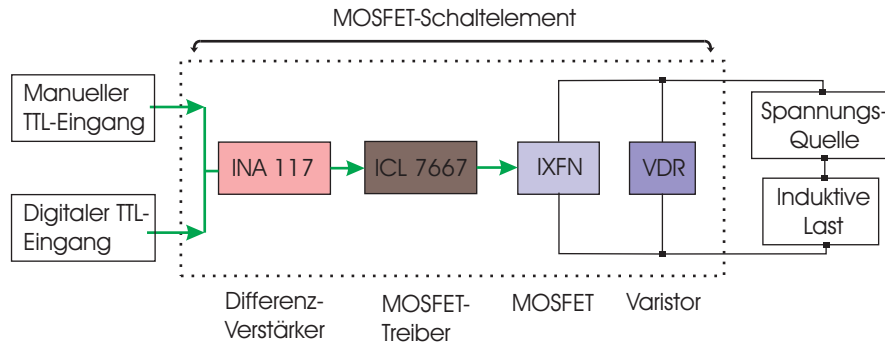 MOSFET-Schaltelement
Manueller
TTL-Eingang
Digitaler TTL-
Eingang
INA 117
ICL 7667
IXFN
VDR
Spannungs-
Quelle
Induktive
Last
Differenz-
Verstärker
MOSFET-
Treiber
MOSFET
Varistor